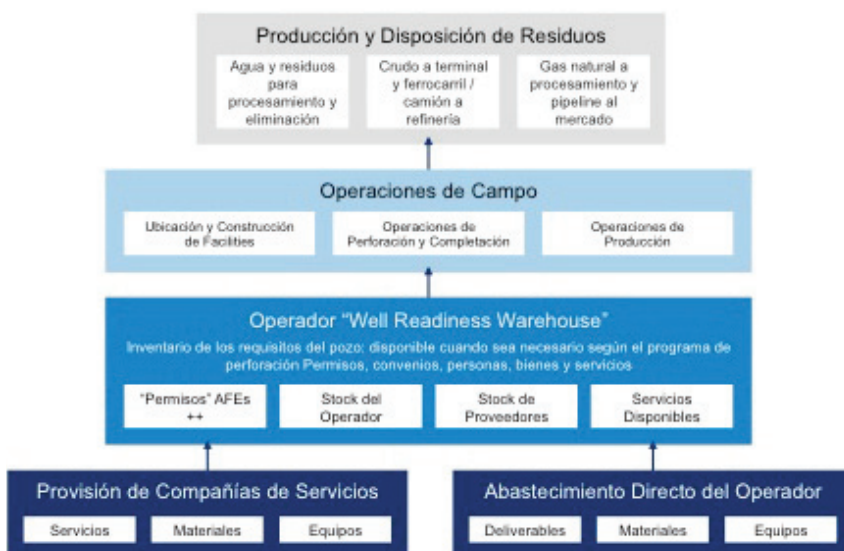 Producción y Disposición de Residuos
Agua y residuos
para
procesamiento y
eliminación
Crudo a terminal
y ferrocarril /
camión a
refinería
Gas natural a
procesamiento y
pipeline al
mercado
Operaciones de Campo
Ubicación y Construcción
de Facilities
Operaciones de
Perforación y Completación
Operaciones de
Producción
Operador “Well Readiness Warehouse”
Inventario de los requisitos del pozo: disponible cuando sea necesario según el programa de
perforación Permisos, convenios, personas, bienes y servicios
“Permisos” AFEs
++
Stock del
Operador
Stock de
Proveedores
Servicios
Disponibles
Provisión de Compañías de Servicios
Servicios
Materiales
Equipos
Abastecimiento Directo del Operador
Deliverables
Materiales
Equipos